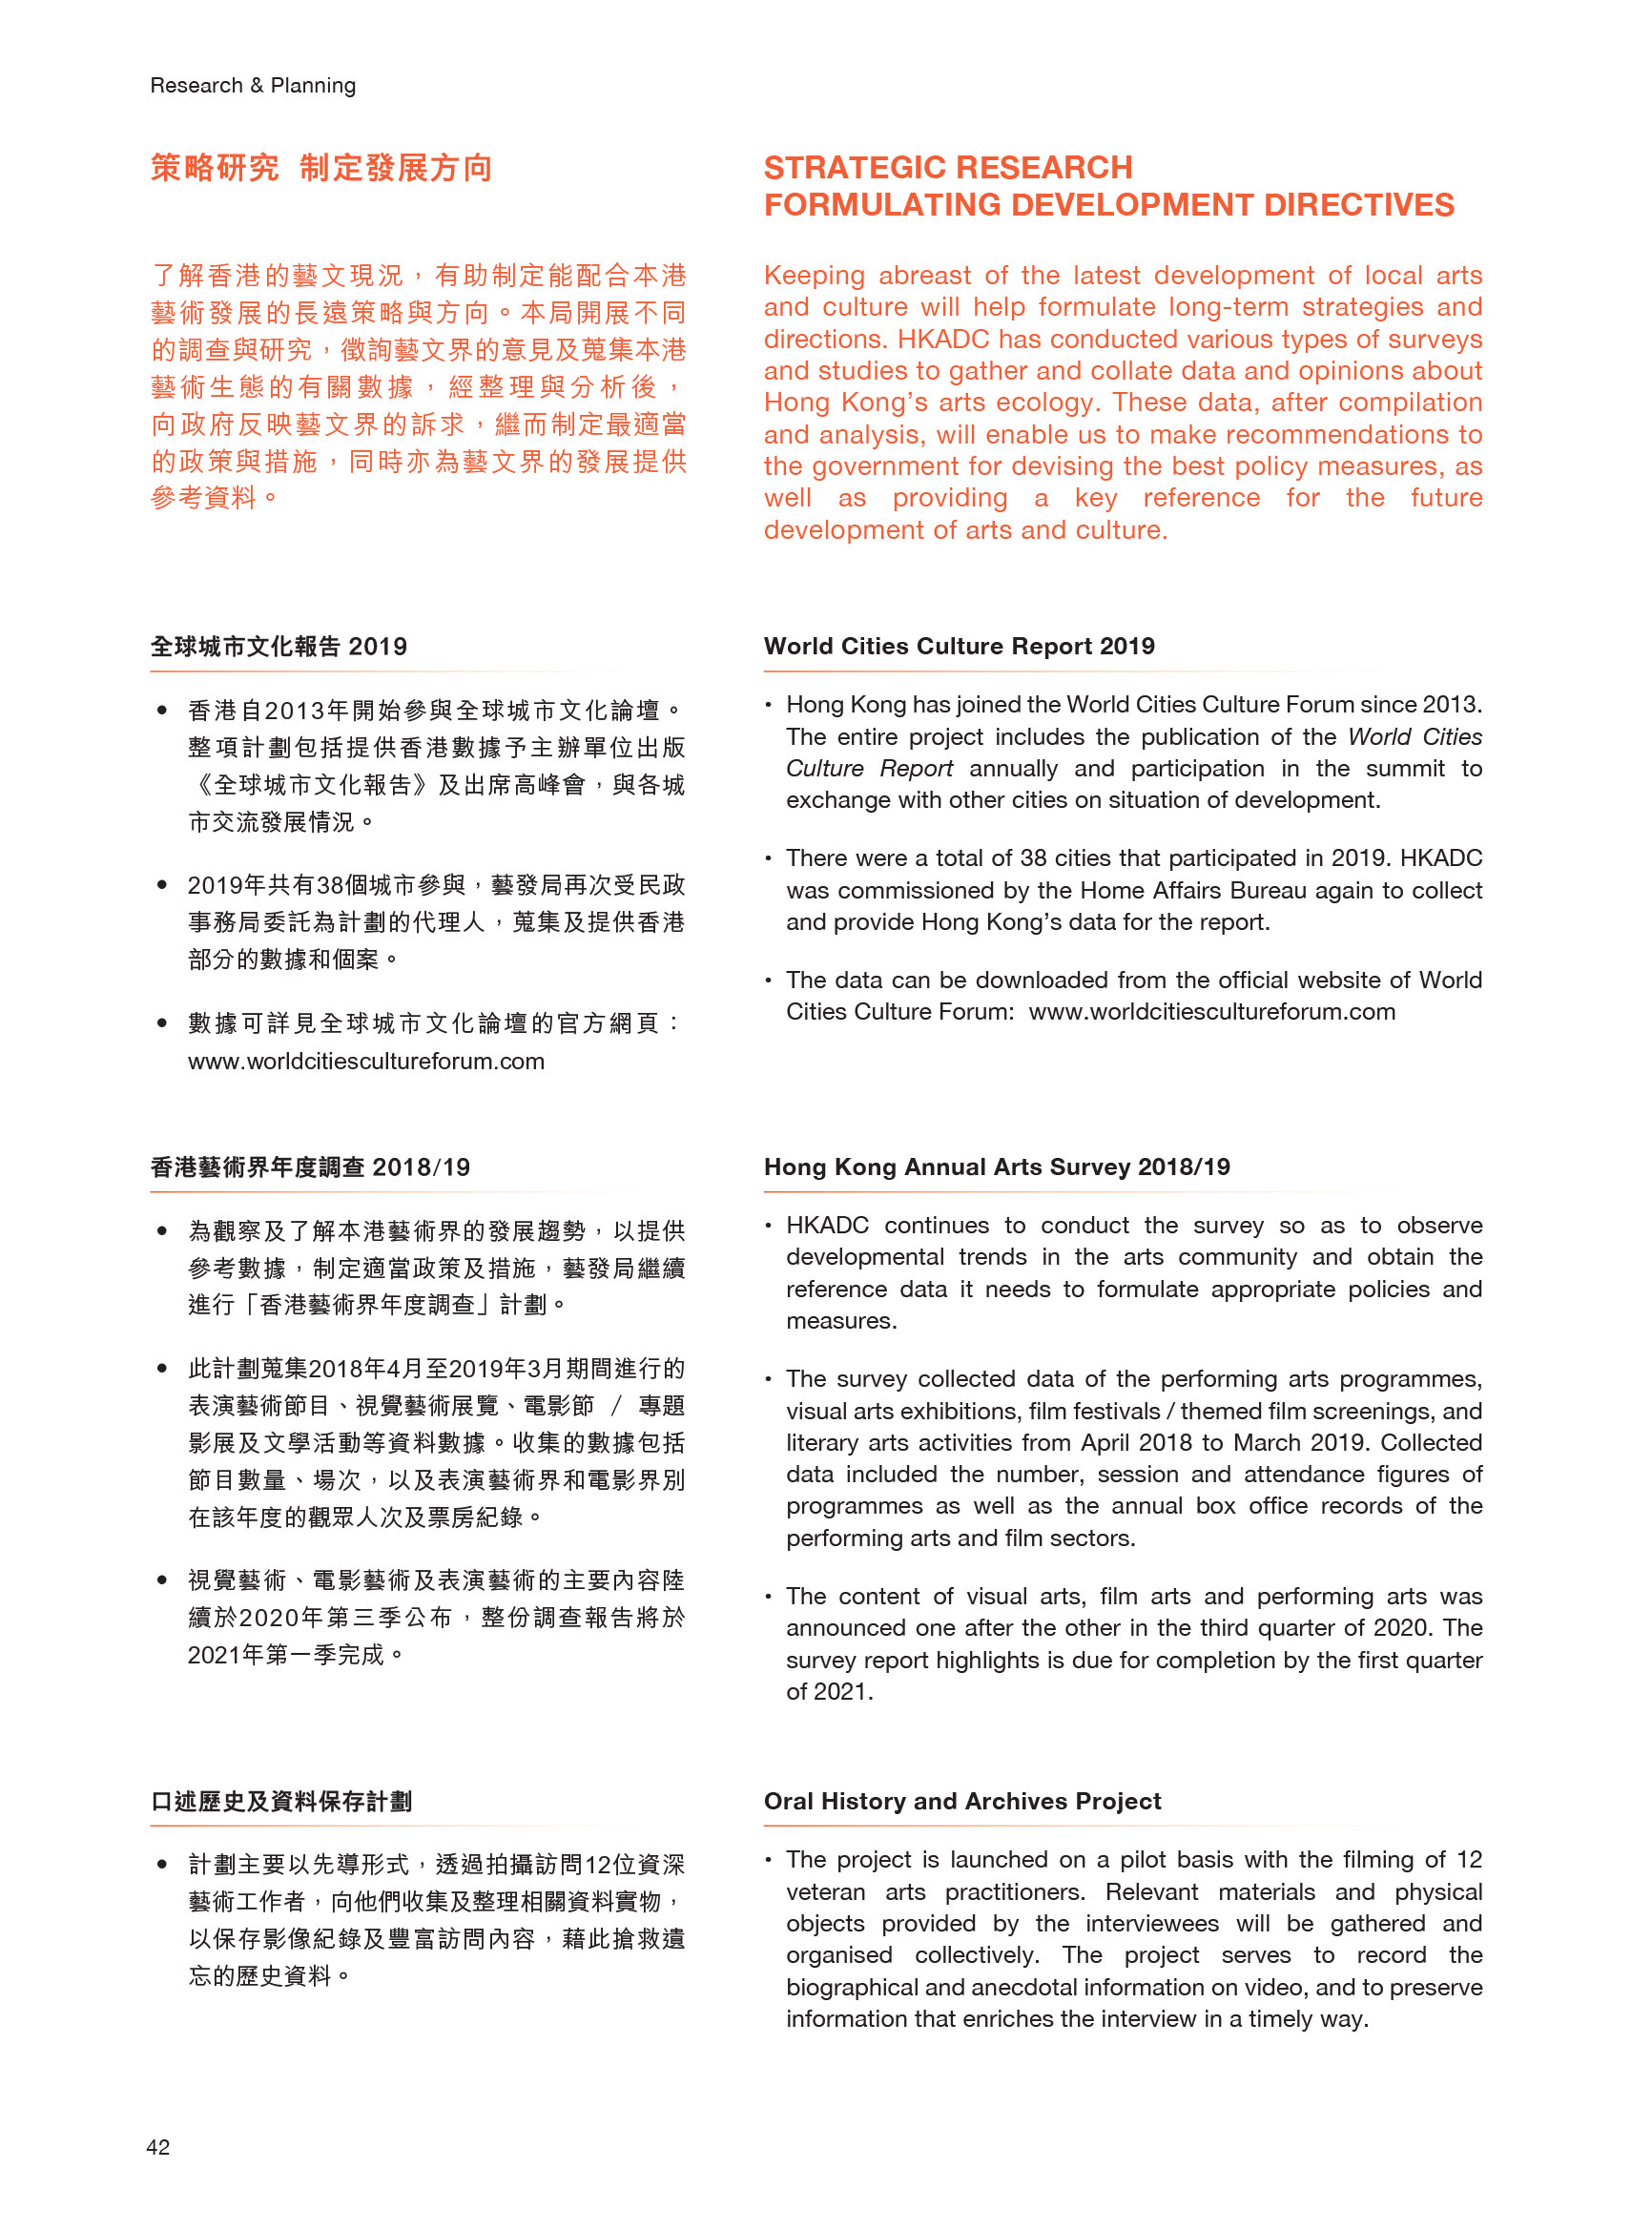 Research & Planning
策略研究 制定發展方向
了解香港的藝文現況，有助制定能配合本港
藝術發展的長遠策略與方向。本局開展不同
的調查與研究，徵詢藝文界的意見及蒐集本港
藝術生態的有關數據，經整理與分析後，
向政府反映藝文界的訴求，繼而制定最適當
的政策與措施，同時亦為藝文界的發展提供
參考資料。
STRATEGIC RESEARCH
FORMULATING DEVELOPMENT DIRECTIVES
Keeping abreast of the latest development of local arts
and culture will help formulate long-term strategies and
directions. HKADC has conducted various types of surveys
and studies to gather and collate data and opinions about
Hong Kong’s arts ecology. These data, after compilation
and analysis, will enable us to make recommendations to
the government for devising the best policy measures, as
well as providing a key reference for the future
development of arts and culture.
全球城市文化報告 2019
• 香港自2013年開始參與全球城市文化論壇。
整項計劃包括提供香港數據予主辦單位出版
《全球城市文化報告》及出席高峰會，與各城
市交流發展情況。
• 2019年共有38個城市參與，藝發局再次受民政
事務局委託為計劃的代理人，蒐集及提供香港
部分的數據和個案。
• 數據可詳見全球城市文化論壇的官方網頁：
www.worldcitiescultureforum.com
World Cities Culture Report 2019
• Hong Kong has joined the World Cities Culture Forum since 2013.
The entire project includes the publication of the World Cities
Culture Report annually and participation in the summit to
exchange with other cities on situation of development.
• There were a total of 38 cities that participated in 2019. HKADC
was commissioned by the Home Affairs Bureau again to collect
and provide Hong Kong’s data for the report.
• The data can be downloaded from the official website of World
Cities Culture Forum: www.worldcitiescultureforum.com
香港藝術界年度調查 2018/19
• 為觀察及了解本港藝術界的發展趨勢，以提供
參考數據，制定適當政策及措施，藝發局繼續
進行「香港藝術界年度調查」計劃。
• 此計劃蒐集2018年4月至2019年3月期間進行的
表演藝術節目、視覺藝術展覽、電影節 / 專題
影展及文學活動等資料數據。收集的數據包括
節目數量、場次，以及表演藝術界和電影界別
在該年度的觀眾人次及票房紀錄。
• 視覺藝術、電影藝術及表演藝術的主要內容陸
續於2020年第三季公布，整份調查報告將於
2021年第一季完成。
Hong Kong Annual Arts Survey 2018/19
• HKADC continues to conduct the survey so as to observe
developmental trends in the arts community and obtain the
reference data it needs to formulate appropriate policies and
measures.
• The survey collected data of the performing arts programmes,
visual arts exhibitions, film festivals / themed film screenings, and
literary arts activities from April 2018 to March 2019. Collected
data included the number, session and attendance figures of
programmes as well as the annual box office records of the
performing arts and film sectors.
• The content of visual arts, film arts and performing arts was
announced one after the other in the third quarter of 2020. The
survey report highlights is due for completion by the first quarter
of 2021.
口述歷史及資料保存計劃
• 計劃主要以先導形式，透過拍攝訪問12位資深
藝術工作者，向他們收集及整理相關資料實物，
以保存影像紀錄及豐富訪問內容，藉此搶救遺
忘的歷史資料。
Oral History and Archives Project
• The project is launched on a pilot basis with the filming of 12
veteran arts practitioners. Relevant materials and physical
objects provided by the interviewees will be gathered and
organised collectively. The project serves to record the
biographical and anecdotal information on video, and to preserve
information that enriches the interview in a timely way.
42